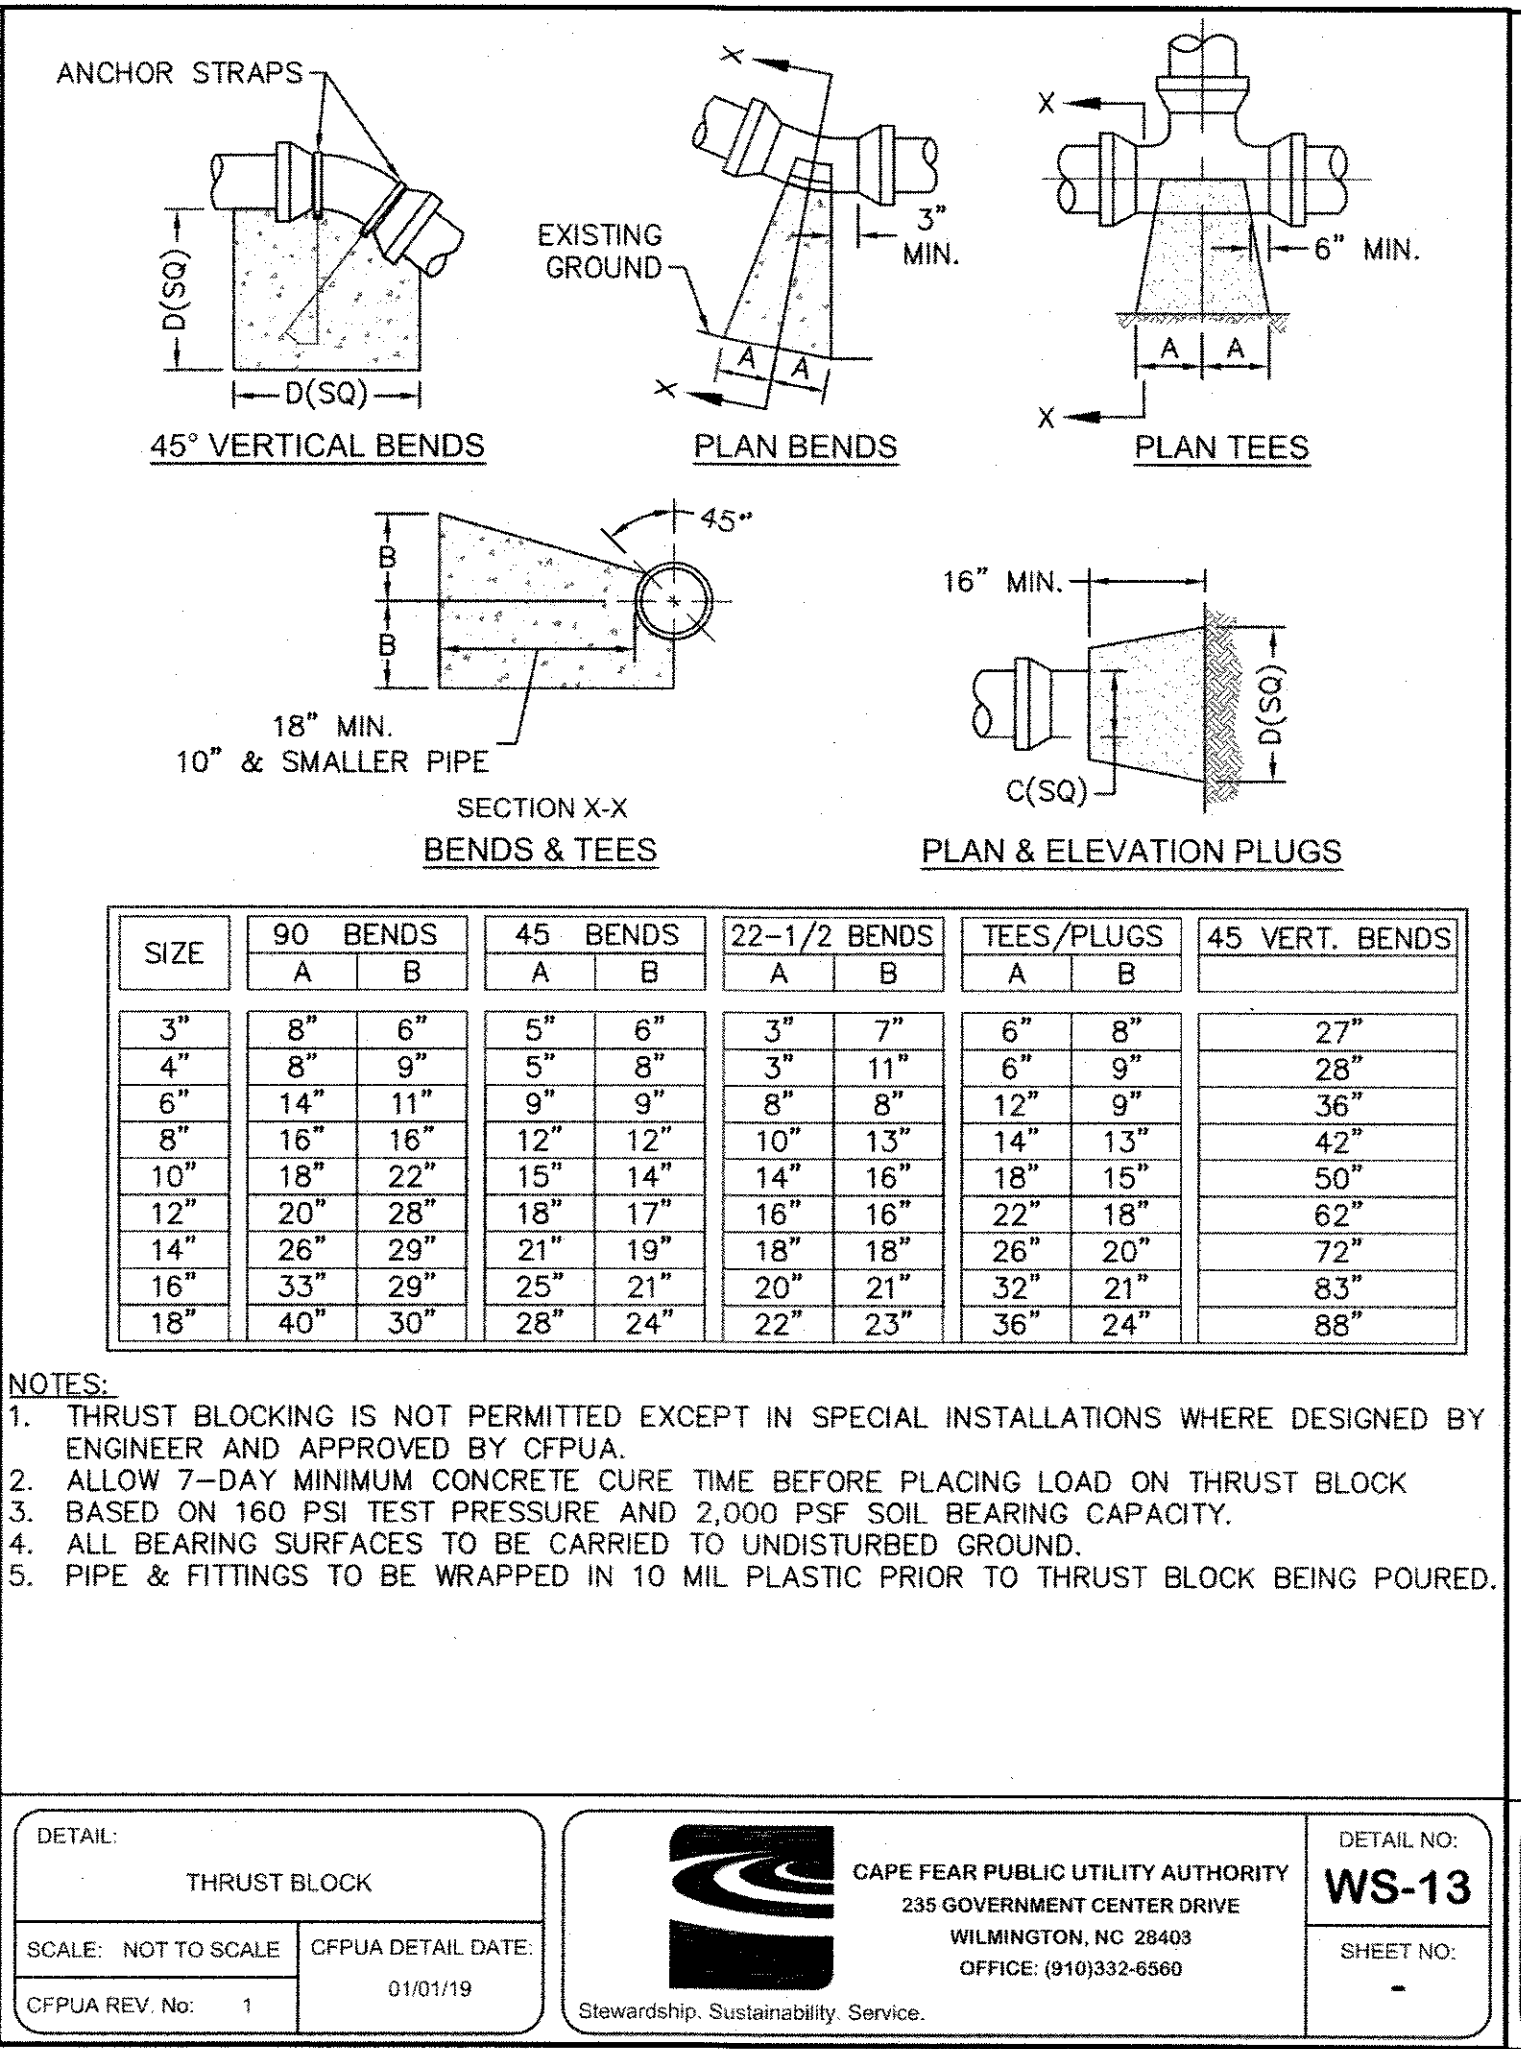 ANCHOR STRAPS
D(SQ)
D(SQ)
45° VERTICAL BENDS
X
EXISTING
GROUND
3"
MIN.
A
A
X
PLAN BENDS
X
6" MIN.
A
A
X
PLAN TEES
B
B
45°
18" MIN.
10" & SMALLER PIPE
SECTION X-X
BENDS & TEES
16" MIN.
D(SQ)
C(SQ)
PLAN & ELEVATION PLUGS
SIZE 90 BENDS 45 BENDS 22-1/2 BENDS TEES/PLUGS 45 VERT. BENDS
A B A B A B A B
3" 8" 6" 5" 6" 3" 7" 6" 8" 27"
4" 8" 9" 5" 8" 3" 11" 6" 9" 28"
6" 14" 11" 9" 9" 8" 8" 12" 9" 36"
8" 16" 16" 12" 12" 10" 13" 14" 13" 42"
10" 18" 22" 15" 14" 14" 16" 18" 15" 50"
12" 20" 28" 18" 17" 16" 16" 22" 18" 62"
14" 26" 29" 21" 19" 18" 18" 26" 20" 72"
16" 33" 29" 25" 21" 20" 21" 32" 21" 83"
18" 40" 30" 28" 24" 22" 23" 36" 24" 88"
NOTES:
1. THRUST BLOCKING IS NOT PERMITTED EXCEPT IN SPECIAL INSTALLATIONS WHERE DESIGNED BY
ENGINEER AND APPROVED BY CFPUA.
2. ALLOW 7-DAY MINIMUM CONCRETE CURE TIME BEFORE PLACING LOAD ON THRUST BLOCK
3. BASED ON 160 PSI TEST PRESSURE AND 2,000 PSF SOIL BEARING CAPACITY.
4. ALL BEARING SURFACES TO BE CARRIED TO UNDISTURBED GROUND.
5. PIPE & FITTINGS TO BE WRAPPED IN 10 MIL PLASTIC PRIOR TO THRUST BLOCK BEING POURED.
DETAIL:
THRUST BLOCK
SCALE: NOT TO SCALE
CFPUA REV. No: 1
CFPUA DETAIL DATE:
01/01/19
Stewardship. Sustainability. Service.
CAPE FEAR PUBLIC UTILITY AUTHORITY
235 GOVERNMENT CENTER DRIVE
WILMINGTON, NC 28403
OFFICE: (910)332-6560
DETAIL NO:
WS-13
SHEET NO:
-